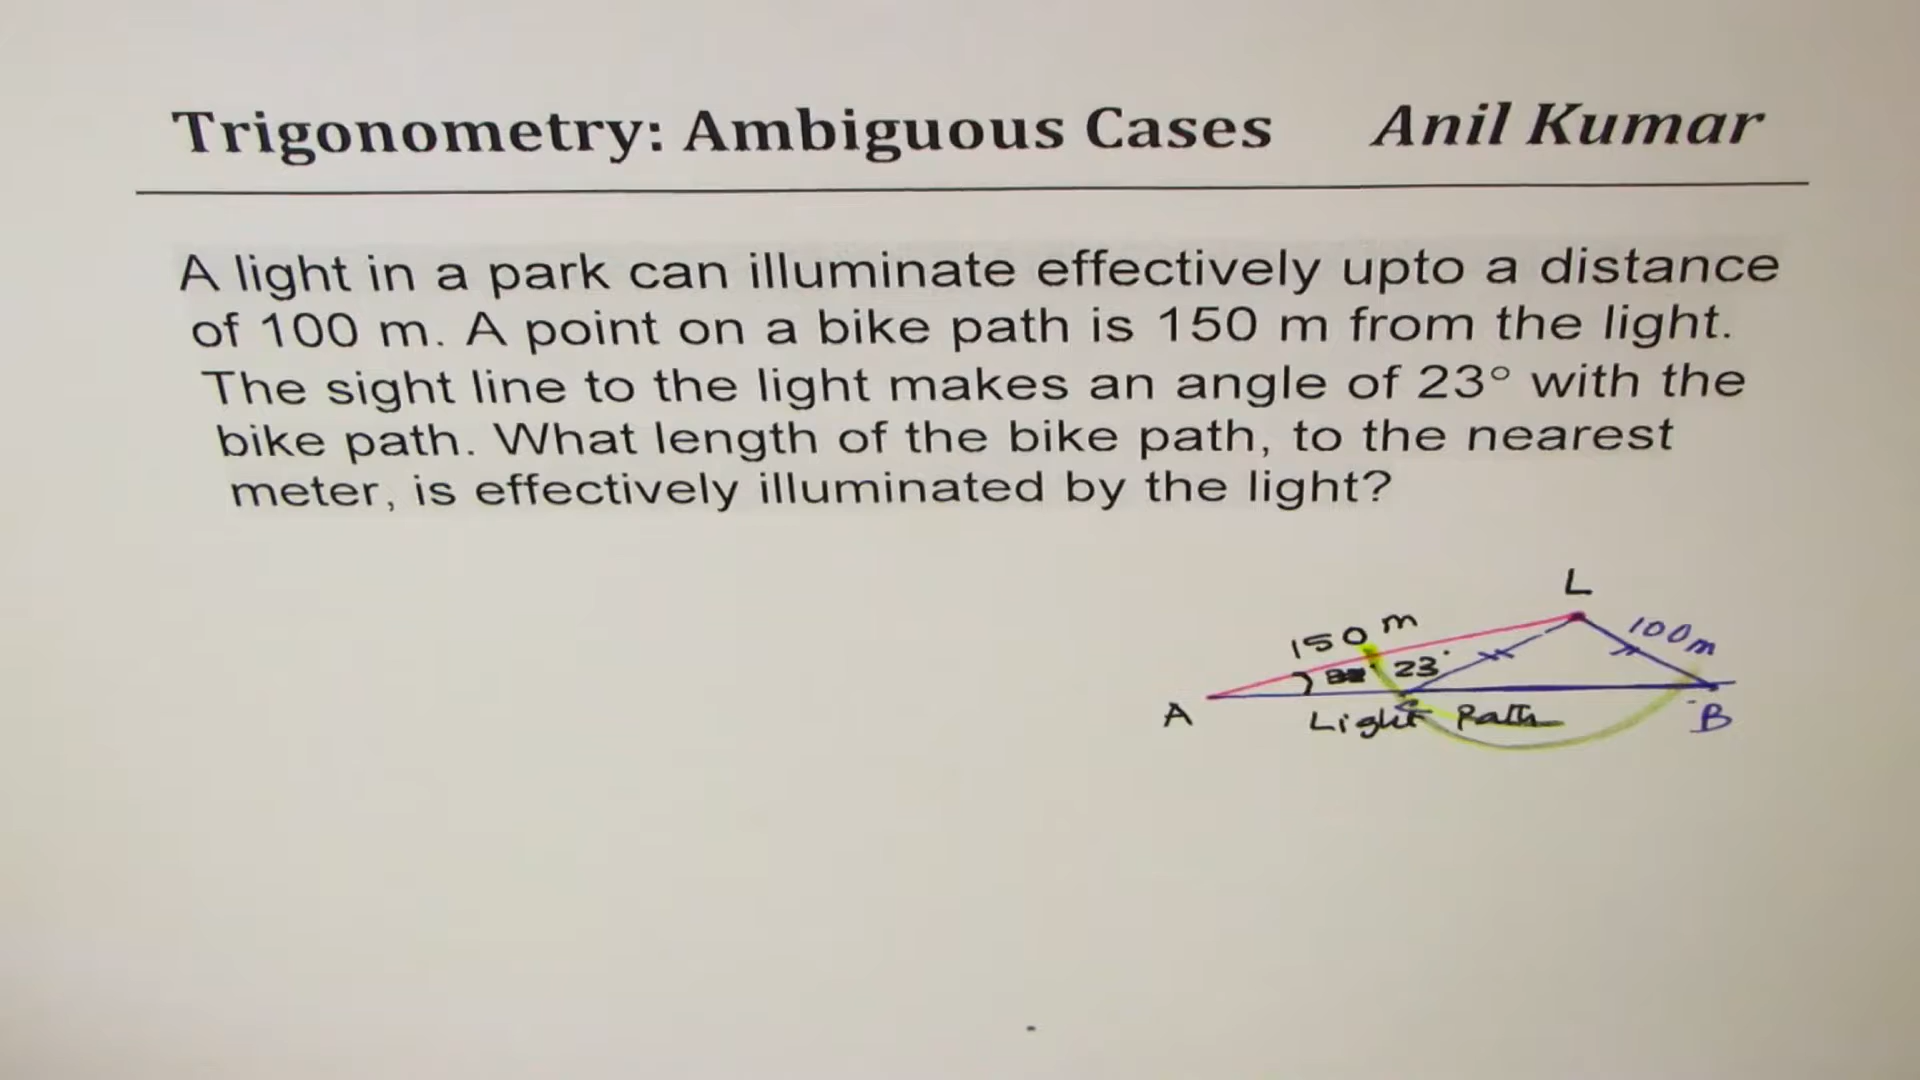 Trigonometry: Ambiguous Cases Anil Kumar
A light in a park can illuminate effectively upto a distance
of 100 m. A point on a bike path is 150 m from the light.
The sight line to the light makes an angle of 23° with the
bike path. What length of the bike path, to the nearest
meter, is effectively illuminated by the light?
L
150 m
100m
23°
A
Light Path
B